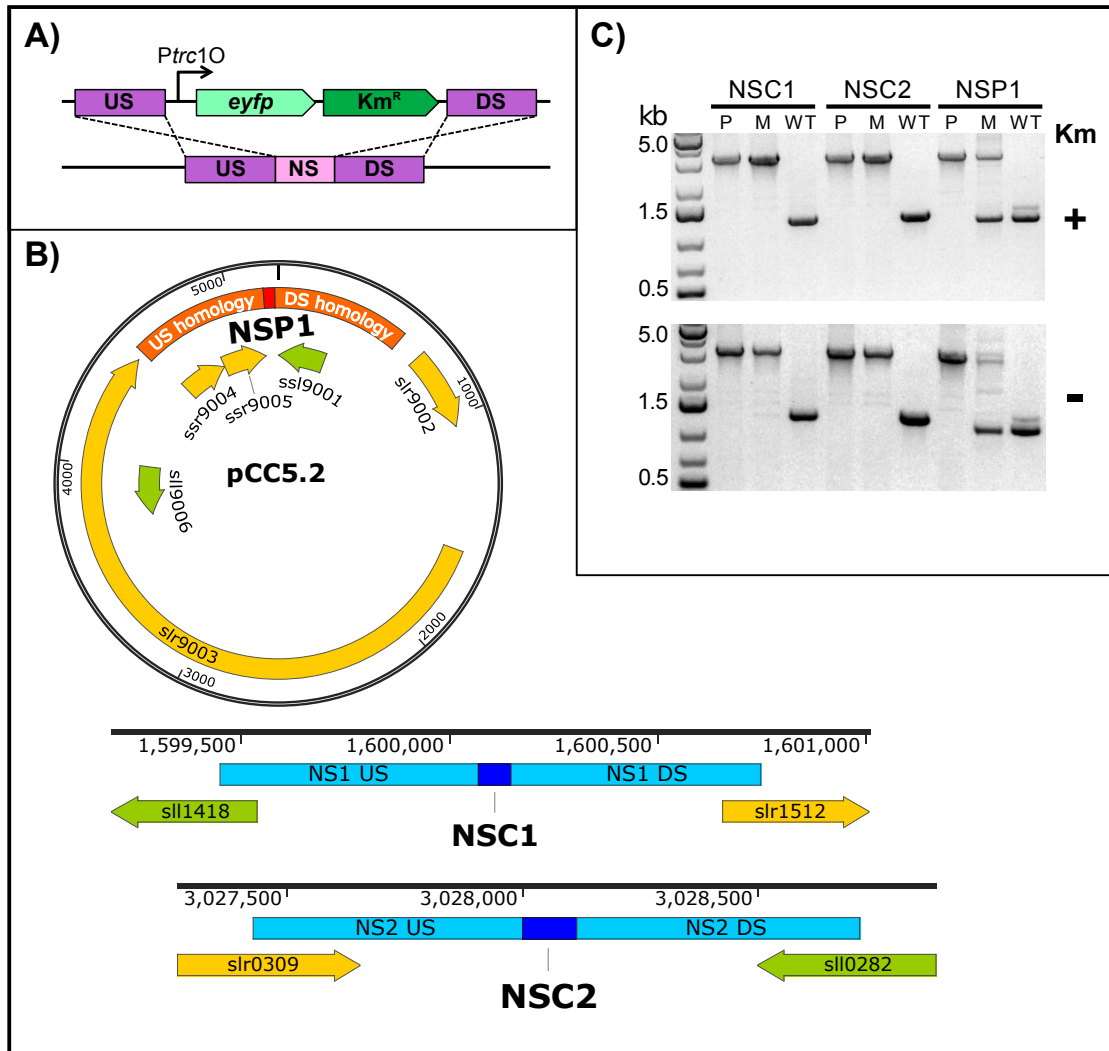 A)
Ptrc1O
US eyfp KmR DS
US NS DS
B)
5000
US homology DS homology
NSP1
ssr9004
ssr9005
ssl9001
slr9002
1000
4000
sll9006
pCC5.2
slr9003
3000
2000
1,599,500 1,600,000 1,600,500 1,601,000
NS1 US NS1 DS
sll1418 slr1512
NSC1
3,027,500 3,028,000 3,028,500
NS2 US NS2 DS
slr0309 sll0282
NSC2
C)
NSC1 NSC2 NSP1
kb P M WT P M WT P M WT Km
5.0
1.5
0.5
+
5.0
1.5
0.5
-